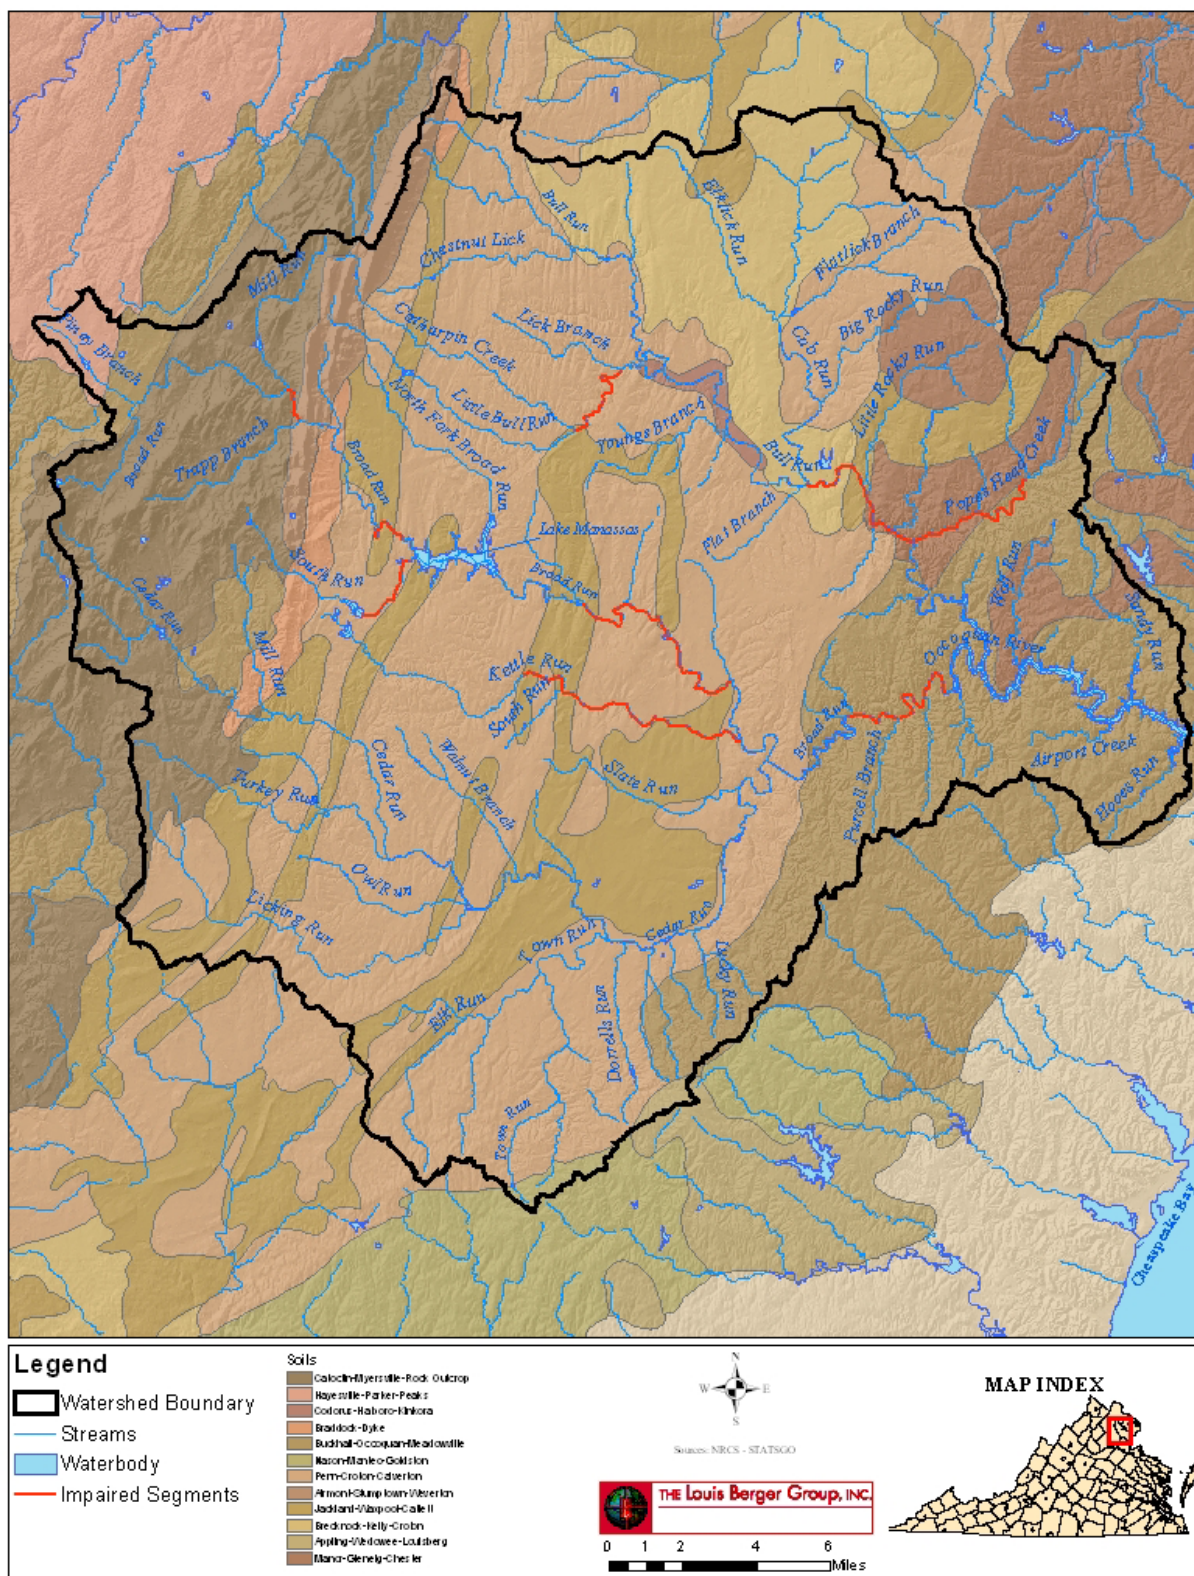 Bull Run
Elklick Run
Flatlick Branch
Chestnut Lick
Mill Run
Big Rocky Run
Piney Branch
Catharpin Creek
Lick Branch
Cub Run
Little Rocky Run
North Fork Broad Run
Little Bull Run
Youngs Branch
Broad Run
Trapp Branch
Broad Run
Bull Run
Popes Head Creek
Flat Branch
Lake Manassas
South Run
Broad Run
Wolf Run
Cedar Run
Sandy Run
Mill Run
Occoquan River
Kettle Run
South Run
Broad Run
Airport Creek
Cedar Run
Walnut Branch
Slate Run
Purcell Branch
Hooes Run
Turkey Run
Owl Run
Licking Run
Town Run
Cedar Run
Lucky Run
Elk Run
Dorrells Run
Town Run
Cheaspeake Bay
Legend
Watershed Boundary
Streams
Waterbody
Impaired Segments
Soils
Catoctin-Myersville-Rock Outcrop
Hayesville-Parker-Peaks
Codorus-Hatboro-Kinkora
Braddock-Dyke
Buckhall-Occoquan-Meadowville
Nason-Manteo-Goldston
Penn-Croton-Calverton
Airmont-Stumptown-Weverton
Jackland-Waxpool-Catlett
Brecknock-Kelly-Croton
Appling-Wedowee-Louisburg
Manor-Glenelg-Chester
N
W E
S
Sources: NRCS - STATSGO
THE Louis Berger Group, INC.
0 1 2 4 6
Miles
MAP INDEX